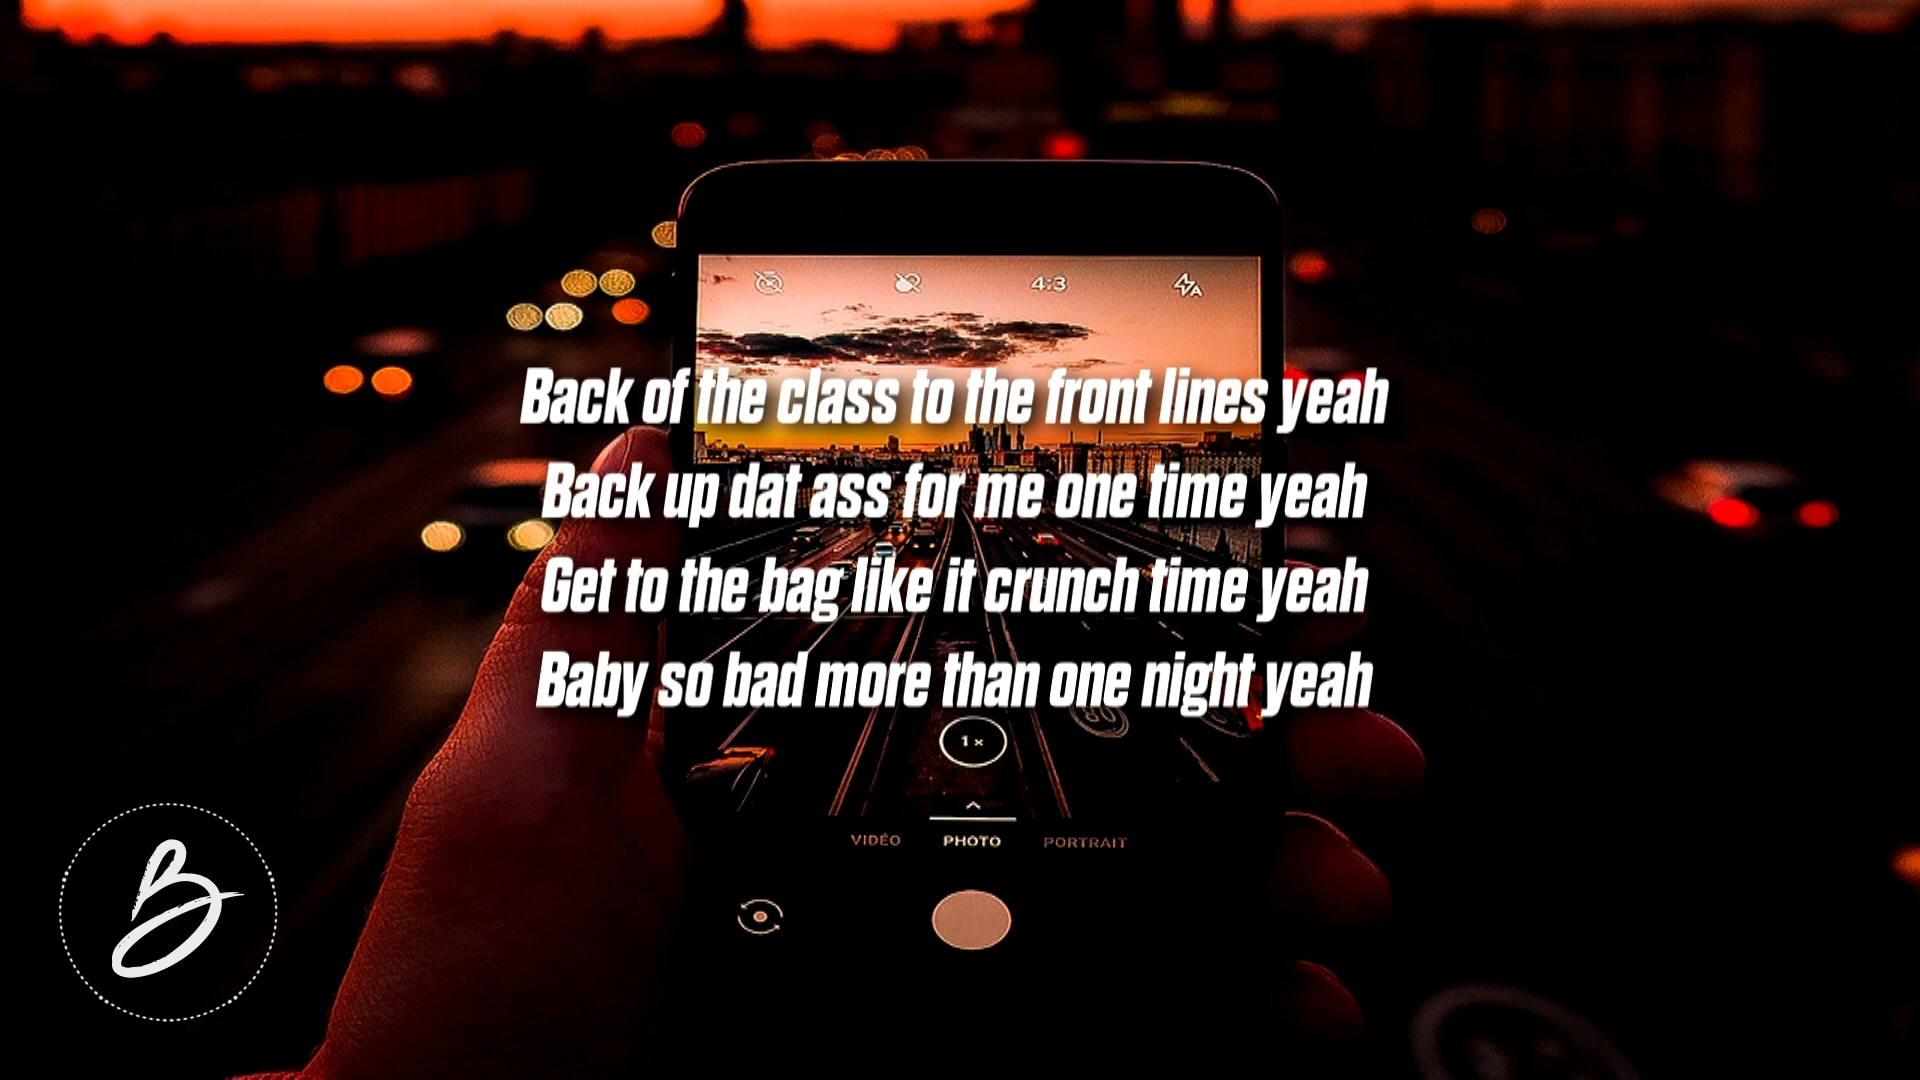 4:3
Back of the class to the front lines yeah
Back up dat ass for me one time yeah
Get to the bag like it crunch time yeah
Baby so bad more than one night yeah
1×
VIDÉO PHOTO PORTRAIT
B